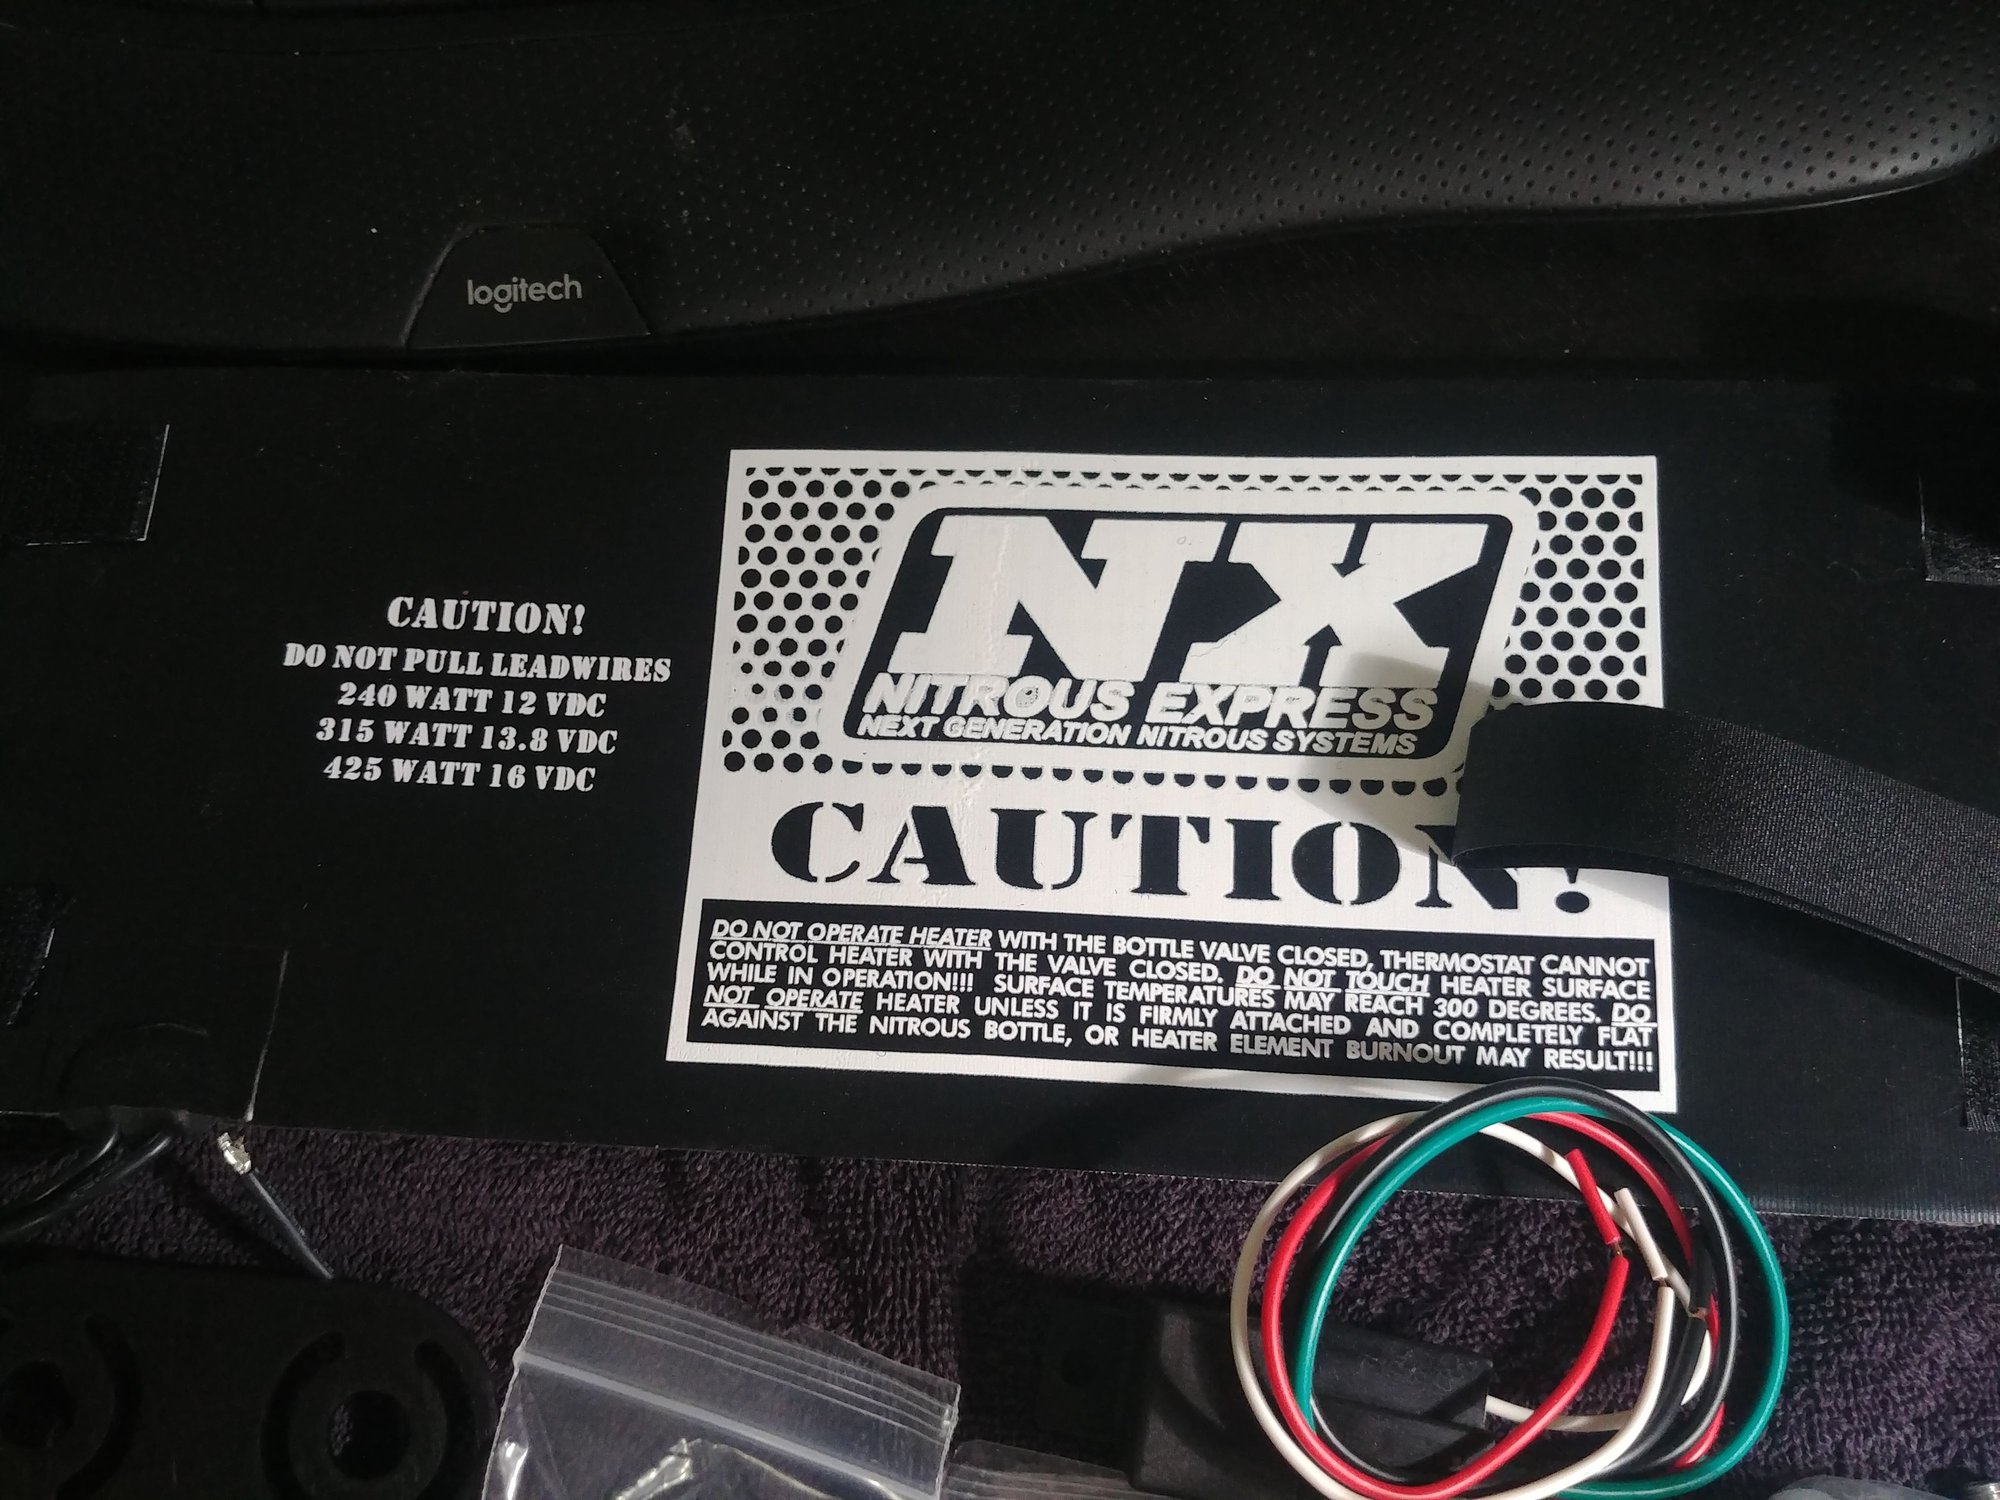 logitech
CAUTION!
DO NOT PULL LEADWIRES
240 WATT 12 VDC
315 WATT 13.8 VDC
425 WATT 16 VDC
NX
NITROUS EXPRESS
NEXT GENERATION NITROUS SYSTEMS
CAUTION!
DO NOT OPERATE HEATER WITH THE BOTTLE VALVE CLOSED, THERMOSTAT CANNOT
CONTROL HEATER WITH THE VALVE CLOSED. DO NOT TOUCH HEATER SURFACE
WHILE IN OPERATION!!! SURFACE TEMPERATURES MAY REACH 300 DEGREES. DO
NOT OPERATE HEATER UNLESS IT IS FIRMLY ATTACHED AND COMPLETELY FLAT
AGAINST THE NITROUS BOTTLE, OR HEATER ELEMENT BURNOUT MAY RESULT!!!